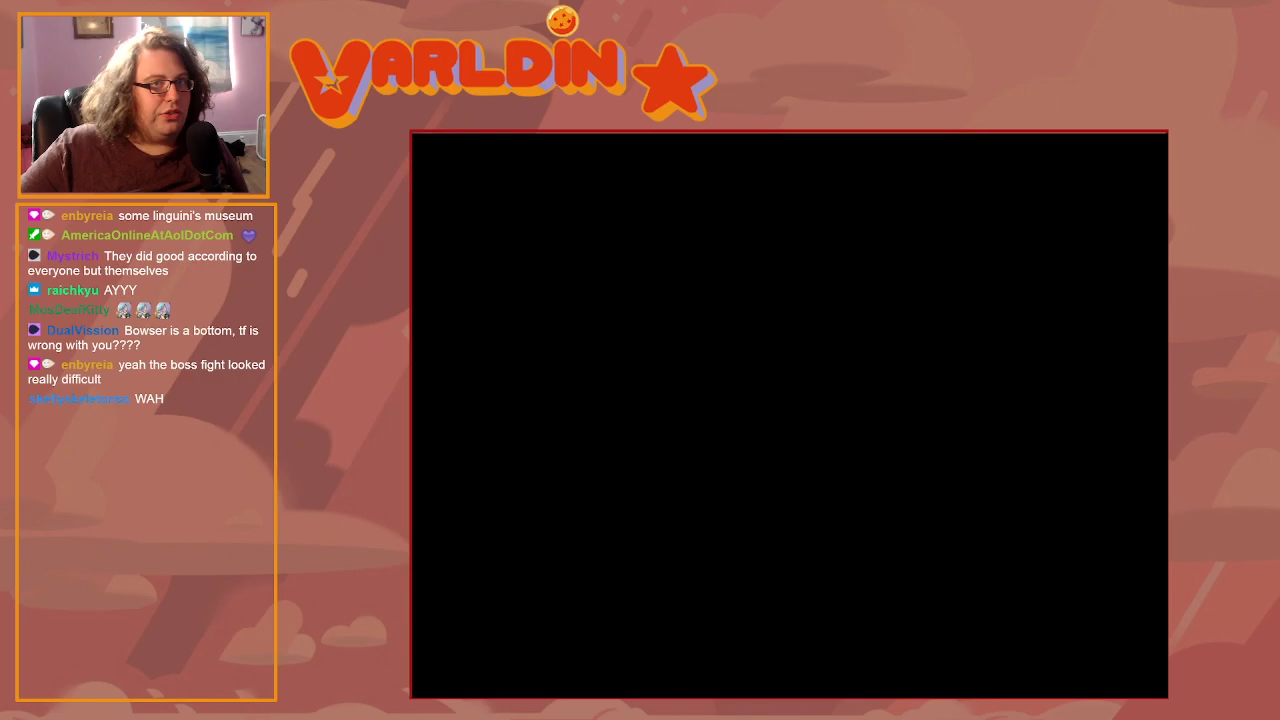 VARLDIN
enbyreia some linguini's museum
AmericaOnlineAtAolDotCom
Mystrich They did good according to
everyone but themselves
raichkyu AYYY
MosDeafKitty
DualVission Bowser is a bottom, tf is
wrong with you????
enbyreia yeah the boss fight looked
really difficult
WAH